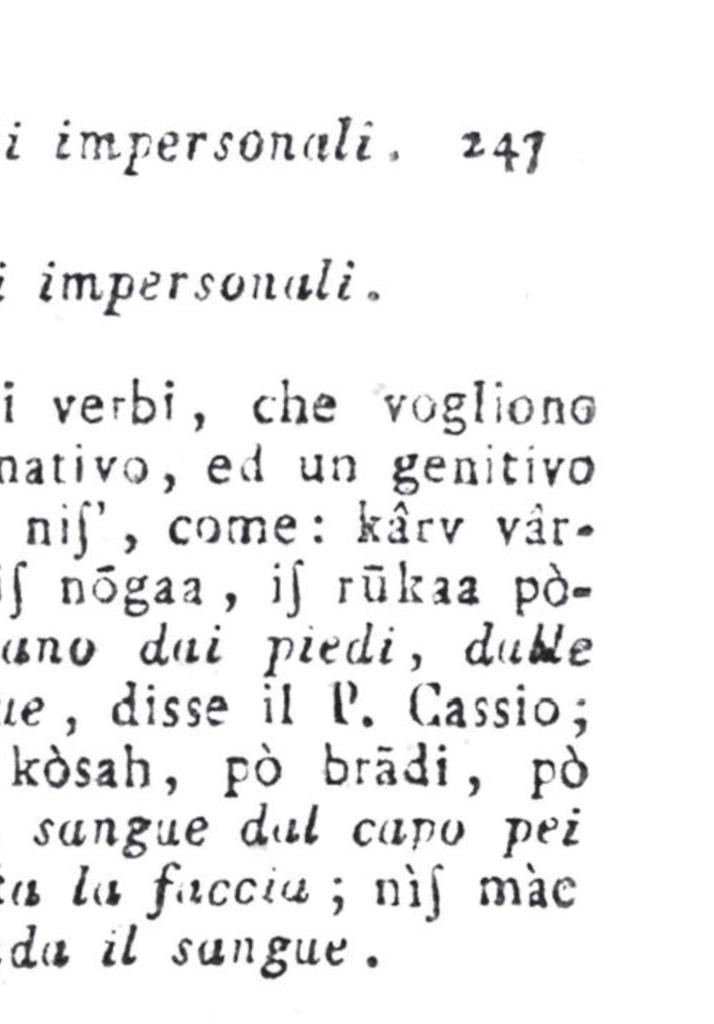 i impersonali. 247
i impersonali.
i verbi, che vogliono
nativo, ed un genitivo
niſ', come: kârv vâr-
iſ nōgaa, iſ rūkaa pò-
ano dai piedi, dalle
ue, disse il P. Cassio;
kòsah, pò brādi, pò
sangue dal capo pei
ta la faccia; nìſ màc
da il sangue.